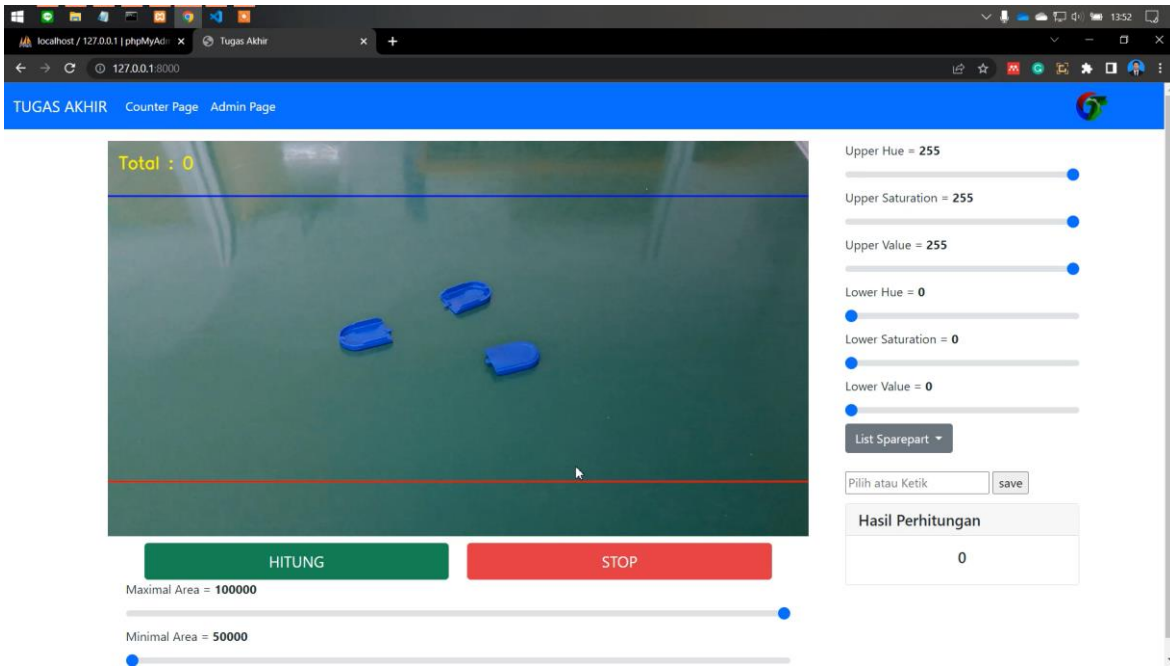 13:52
localhost / 127.0.0.1 | phpMyAdm
Tugas Akhir
127.0.0.1:8000
TUGAS AKHIR Counter Page Admin Page
Total : 0
Upper Hue = 255
Upper Saturation = 255
Upper Value = 255
Lower Hue = 0
Lower Saturation = 0
Lower Value = 0
List Sparepart
Pilih atau Ketik save
Hasil Perhitungan
0
HITUNG STOP
Maximal Area = 100000
Minimal Area = 50000